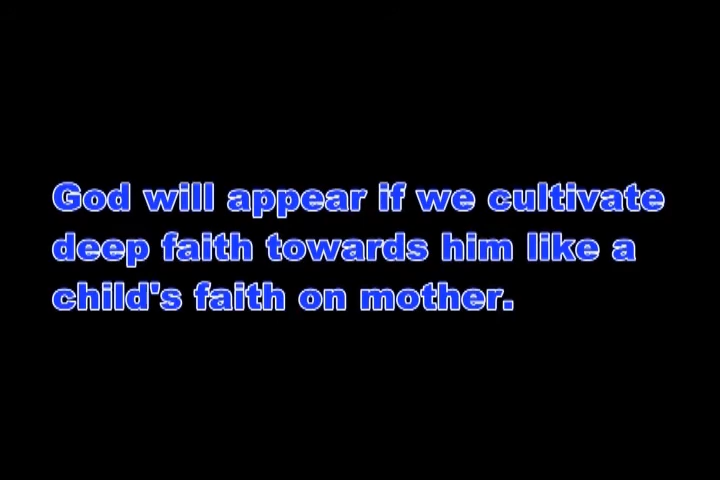 God will appear if we cultivate
deep faith towards him like a
child's faith on mother.